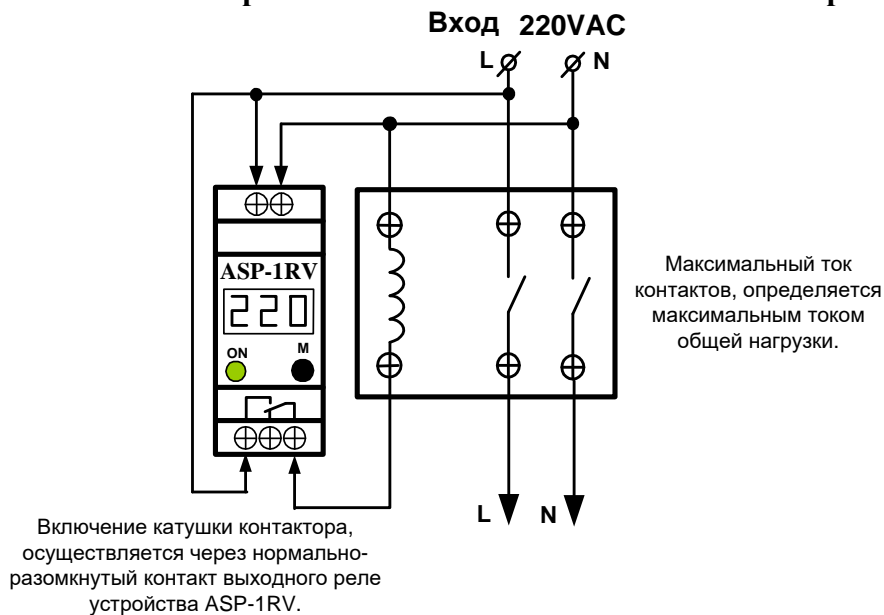 Вход 220VAC
L N
ASP-1RV
220
ON M
Максимальный ток
контактов, определяется
максимальным током
общей нагрузки.
L N
Включение катушки контактора,
осуществляется через нормально-
разомкнутый контакт выходного реле
устройства ASP-1RV.